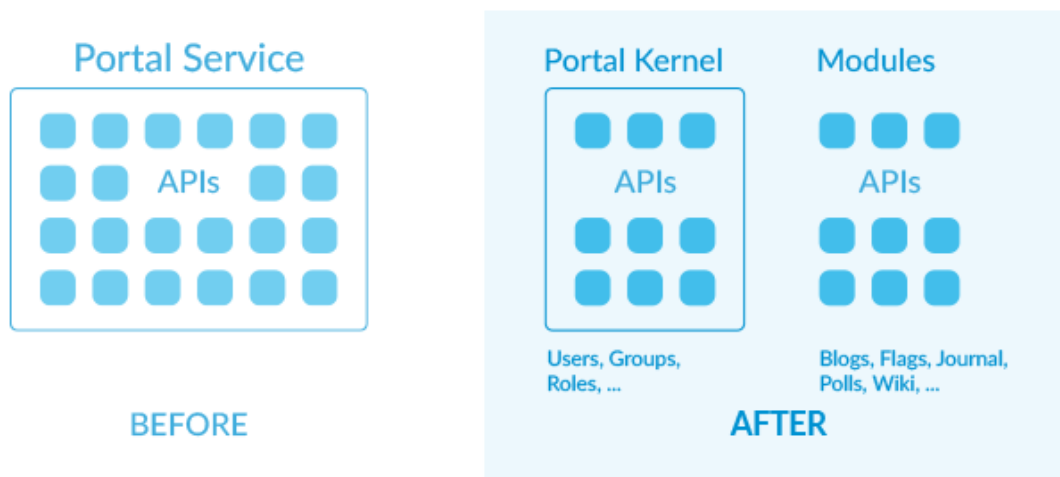 Portal Service
APIs
BEFORE
Portal Kernel
APIs
Users, Groups,
Roles, ...
Modules
APIs
Blogs, Flags, Journal,
Polls, Wiki, ...
AFTER